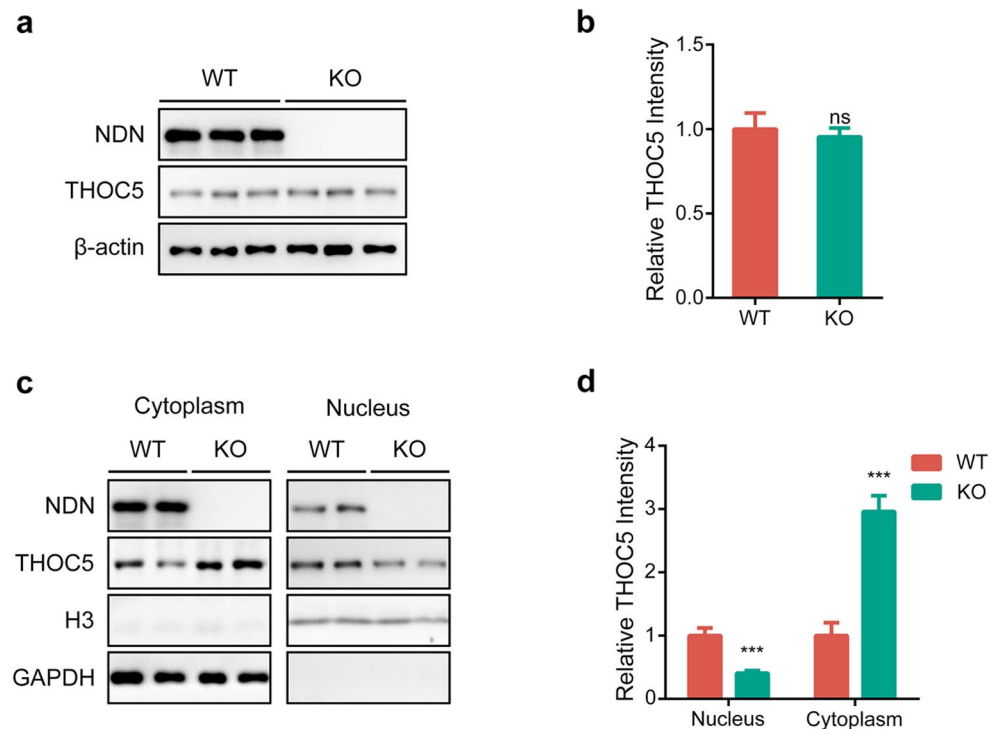 a
WT KO
NDN
THOC5
β-actin
b
Relative THOC5 Intensity
1.5
1.0
0.5
0.0
ns
WT KO
c
Cytoplasm Nucleus
WT KO WT KO
NDN
THOC5
H3
GAPDH
d
Relative THOC5 Intensity
4
3
2
1
0
***
***
WT
KO
Nucleus Cytoplasm